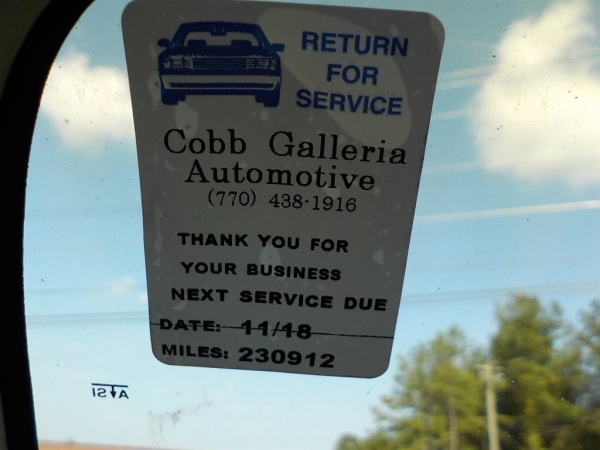 RETURN
FOR
SERVICE
Cobb Galleria
Automotive
(770) 438-1916
THANK YOU FOR
YOUR BUSINESS
NEXT SERVICE DUE
DATE: 11/18
MILES: 230912
AS1